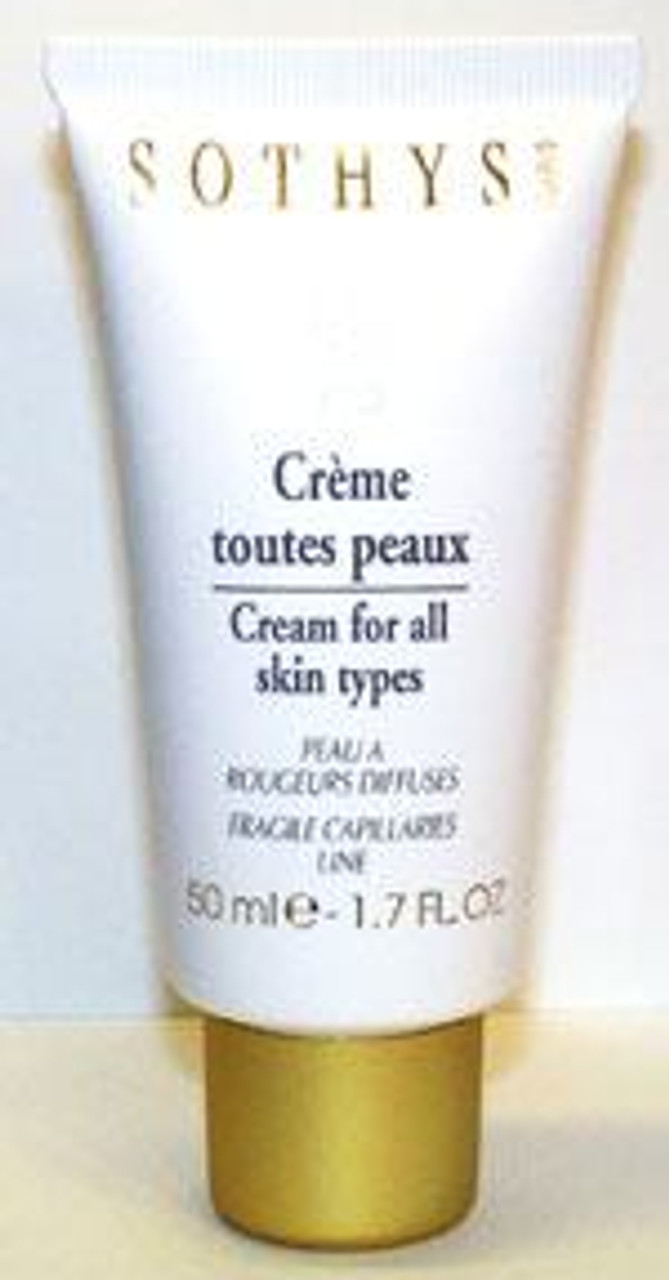 SOTHYS
Crème
toutes peaux
Cream for all
skin types
PEAU A
ROUGEURS DIFFUSES
FRAGILE CAPILLARIES
LINE
50 ml e - 1.7 FL. OZ